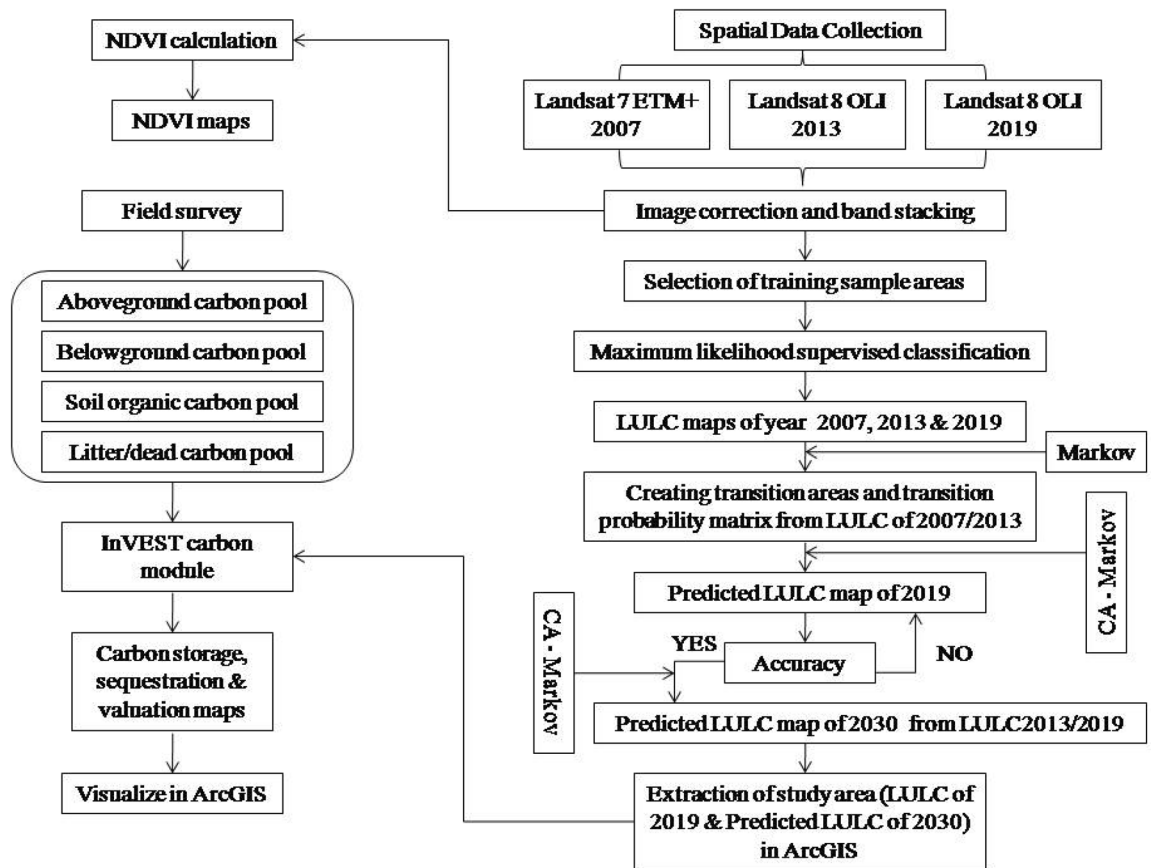 NDVI calculation
NDVI maps
Field survey
Aboveground carbon pool
Belowground carbon pool
Soil organic carbon pool
Litter/dead carbon pool
InVEST carbon
module
Carbon storage,
sequestration &
valuation maps
Visualize in ArcGIS
Spatial Data Collection
Landsat 7 ETM+
2007
Landsat 8 OLI
2013
Landsat 8 OLI
2019
Image correction and band stacking
Selection of training sample areas
Maximum likelihood supervised classification
LULC maps of year 2007, 2013 & 2019
Markov
Creating transition areas and transition
probability matrix from LULC of 2007/2013
CA - Markov
Predicted LULC map of 2019
YES
Accuracy
NO
CA - Markov
Predicted LULC map of 2030 from LULC2013/2019
Extraction of study area (LULC of
2019 & Predicted LULC of 2030)
in ArcGIS